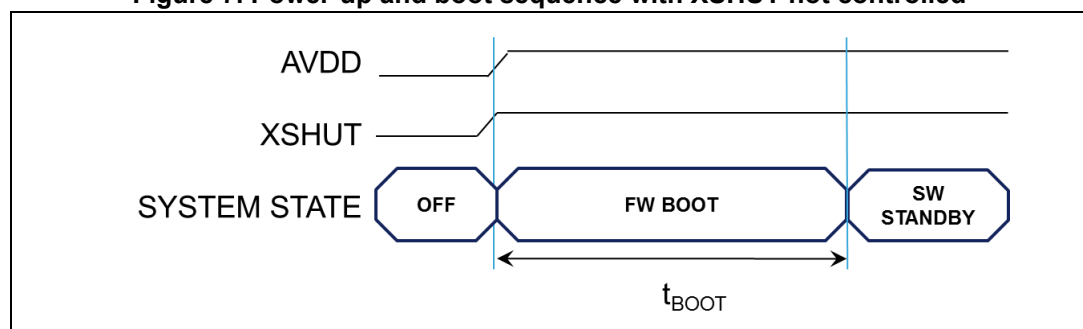 Figure Power up and boot sequence with XSHUT not controlled
AVDD
XSHUT
SYSTEM STATE OFF FW BOOT SW STANDBY
tBOOT